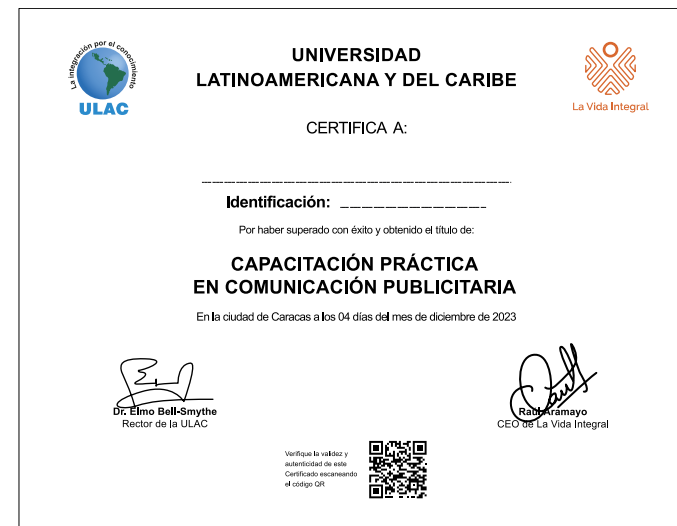 La integración por el conocimiento
ULAC
UNIVERSIDAD
LATINOAMERICANA Y DEL CARIBE
La Vida Integral
CERTIFICA A:
Identificación:
Por haber superado con éxito y obtenido el título de:
CAPACITACIÓN PRÁCTICA
EN COMUNICACIÓN PUBLICITARIA
En la ciudad de Caracas a los 04 días del mes de diciembre de 2023
Dr. Elmo Bell-Smythe
Rector de la ULAC
Raúl Aramayo
CEO de La Vida Integral
Verifique la validez y
autenticidad de este
Certificado escaneando
el código QR